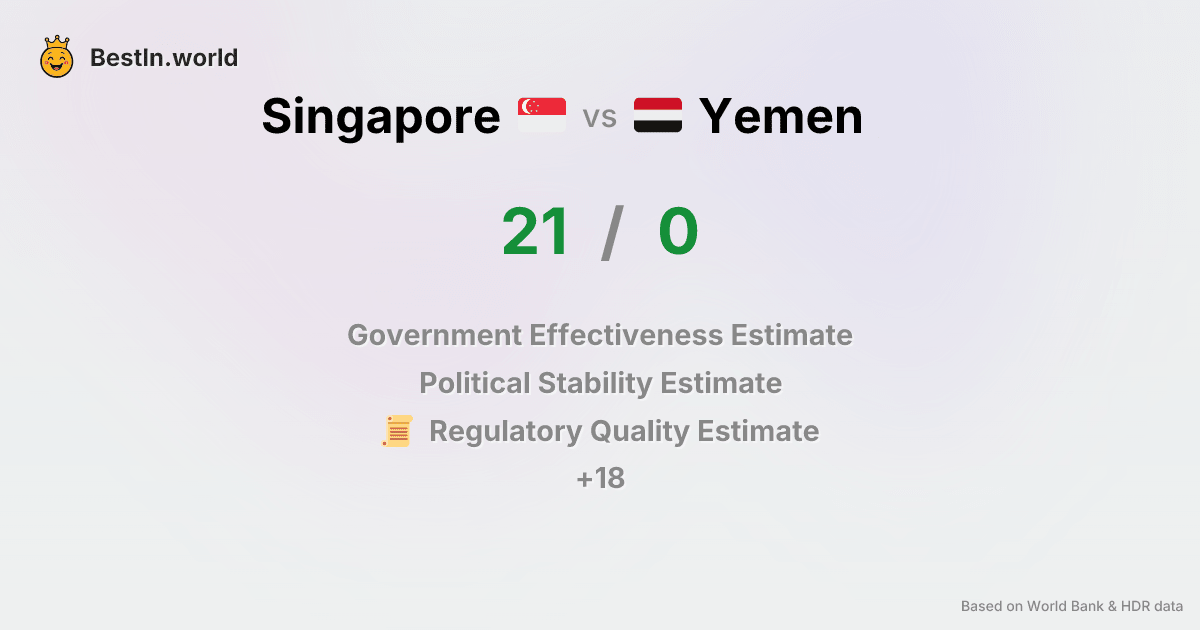 BestIn.world
Singapore vs Yemen
21 / 0
Government Effectiveness Estimate
Political Stability Estimate
Regulatory Quality Estimate
+18
Based on World Bank & HDR data